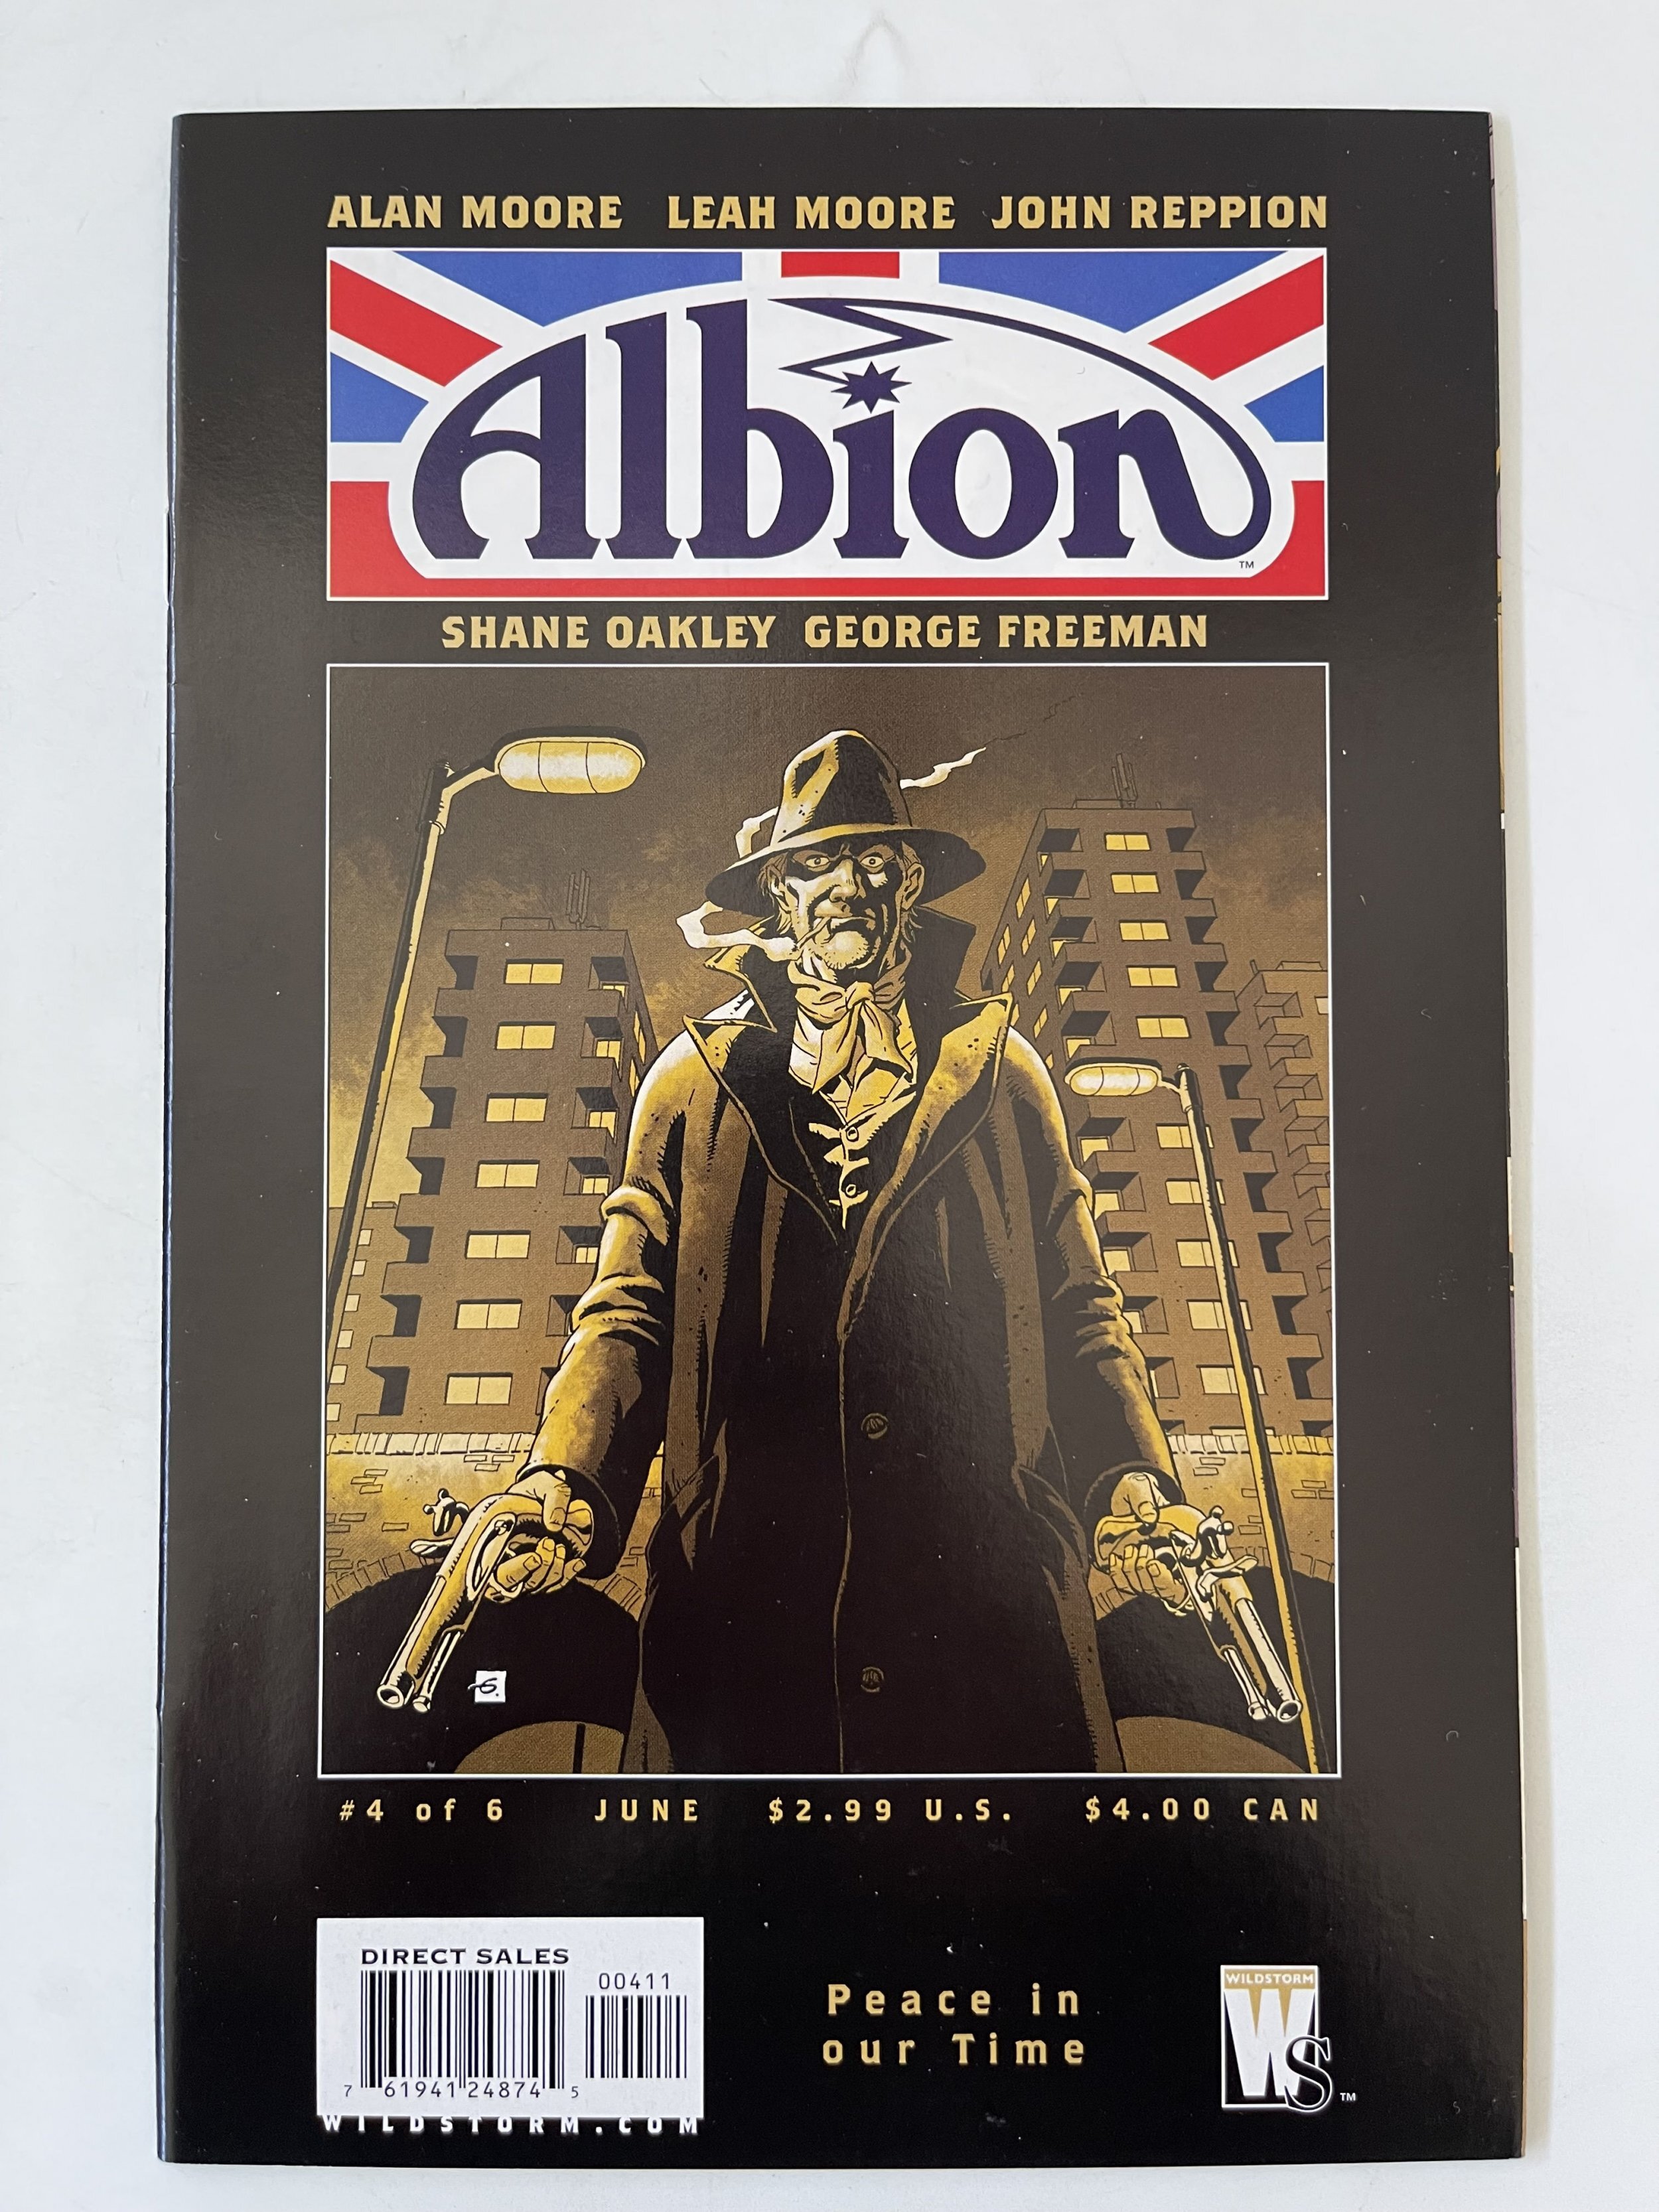 ALAN MOORE LEAH MOORE JOHN REPPION
Albion
TM
SHANE OAKLEY GEORGE FREEMAN
G.
#4 of 6 JUNE $2.99 U.S. $4.00 CAN
DIRECT SALES
00411
7 61941 24874 5
WILDSTORM.COM
Peace in
our Time
WILDSTORM
WS
TM